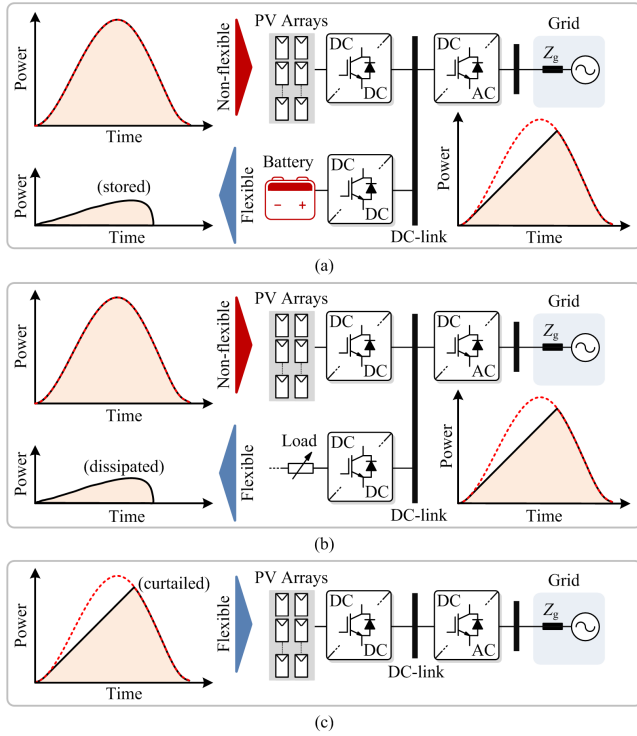 Power
Time
Non-flexible
PV Arrays
DC
DC
DC
AC
Grid
Zg
(stored)
Power
Time
Flexible
Battery
− +
DC
DC
DC-link
Power
Time
(a)
Power
Time
Non-flexible
PV Arrays
DC
DC
DC
AC
Grid
Zg
(dissipated)
Power
Time
Flexible
Load
DC
DC
DC-link
Power
Time
(b)
Power
(curtailed)
Time
Flexible
PV Arrays
DC
DC
DC-link
DC
AC
Grid
Zg
(c)